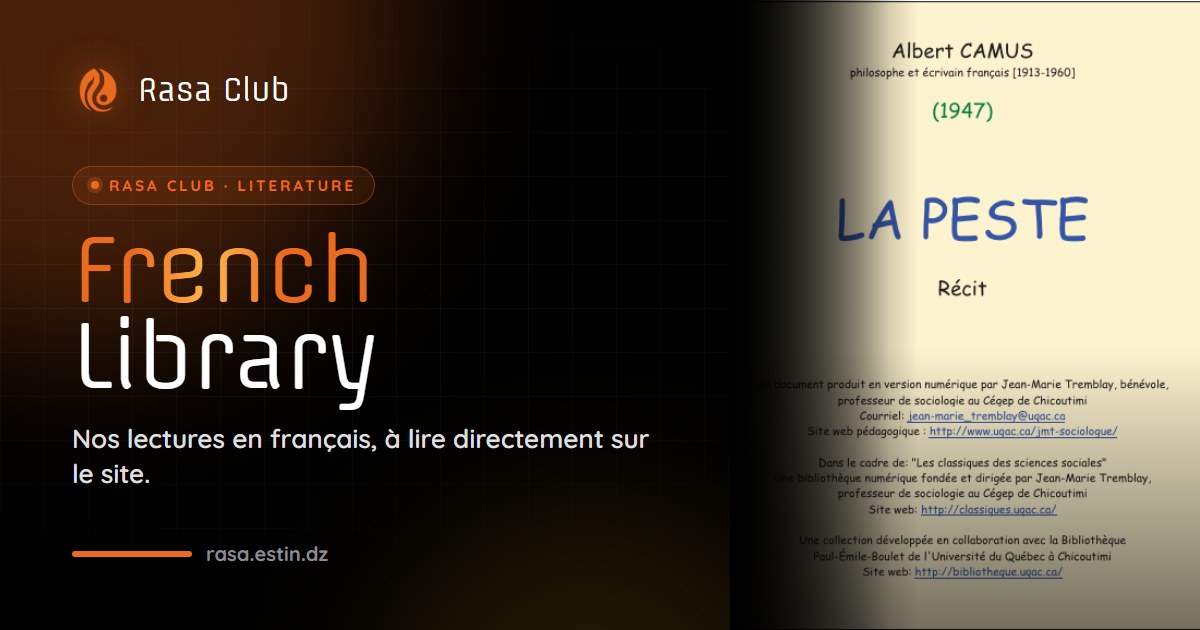 Rasa Club
RASA CLUB · LITERATURE
French
Library
Nos lectures en français, à lire directement sur
le site.
rasa.estin.dz
Albert CAMUS
philosophe et écrivain français [1913-1960]
(1947)
LA PESTE
Récit
Un document produit en version numérique par Jean-Marie Tremblay, bénévole,
professeur de sociologie au Cégep de Chicoutimi
Courriel: jean-marie_tremblay@uqac.ca
Site web pédagogique : http://www.uqac.ca/jmt-sociologue/
Dans le cadre de: "Les classiques des sciences sociales"
Une bibliothèque numérique fondée et dirigée par Jean-Marie Tremblay,
professeur de sociologie au Cégep de Chicoutimi
Site web: http://classiques.uqac.ca/
Une collection développée en collaboration avec la Bibliothèque
Paul-Émile-Boulet de l'Université du Québec à Chicoutimi
Site web: http://bibliotheque.uqac.ca/